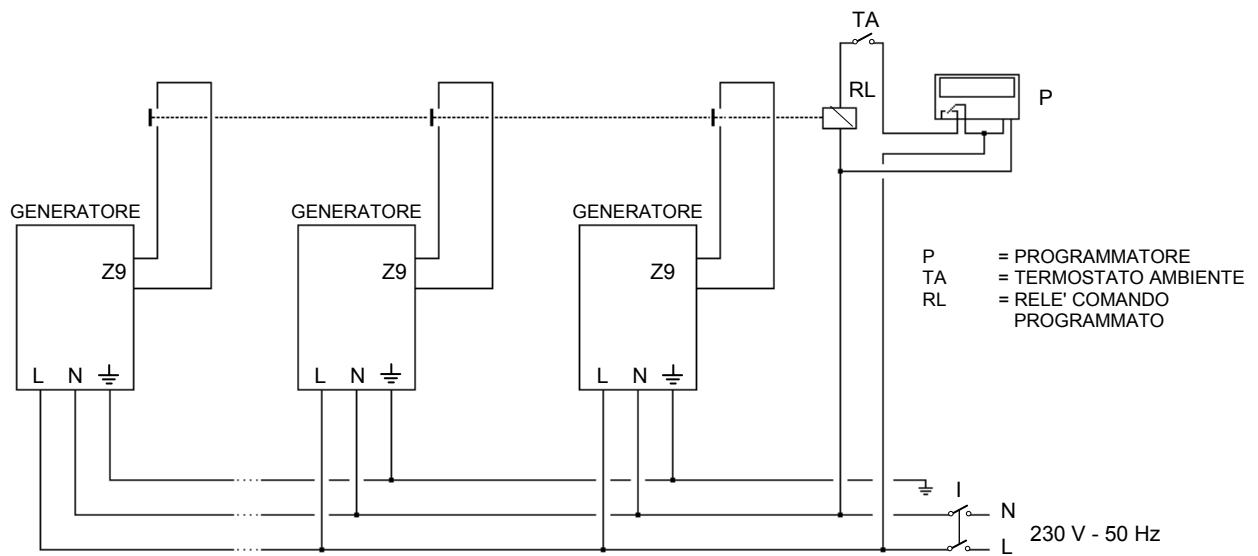 TA
RL
P
GENERATORE
GENERATORE
GENERATORE
Z9
Z9
Z9
P = PROGRAMMATORE
TA = TERMOSTATO AMBIENTE
RL = RELE' COMANDO
PROGRAMMATO
L N
L N
L N
I
N
230 V - 50 Hz
L